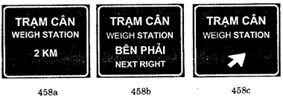 TRẠM CÂN
WEIGH STATION
2 KM
TRẠM CÂN
WEIGH STATION
BÊN PHẢI
NEXT RIGHT
TRẠM CÂN
WEIGH STATION
458a
458b
458c